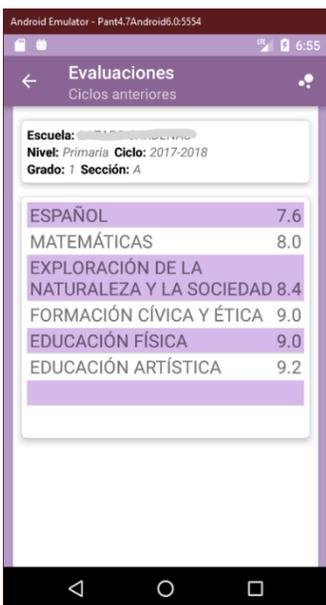 Android Emulator - Pant4.7Android6.0:5554
LTE 6:55
Evaluaciones
Ciclos anteriores
Escuela:
Nivel: Primaria Ciclo: 2017-2018
Grado: 1 Sección: A
ESPAÑOL 7.6
MATEMÁTICAS 8.0
EXPLORACIÓN DE LA
NATURALEZA Y LA SOCIEDAD 8.4
FORMACIÓN CÍVICA Y ÉTICA 9.0
EDUCACIÓN FÍSICA 9.0
EDUCACIÓN ARTÍSTICA 9.2